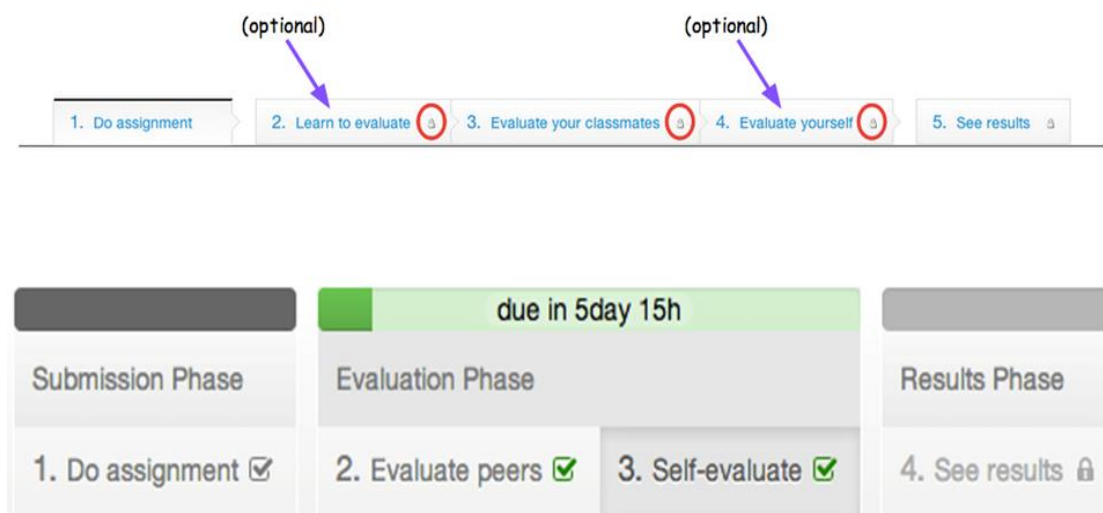 (optional) (optional)
1. Do assignment 2. Learn to evaluate 3. Evaluate your classmates 4. Evaluate yourself 5. See results
due in 5day 15h
Submission Phase Evaluation Phase Results Phase
1. Do assignment 2. Evaluate peers 3. Self-evaluate 4. See results